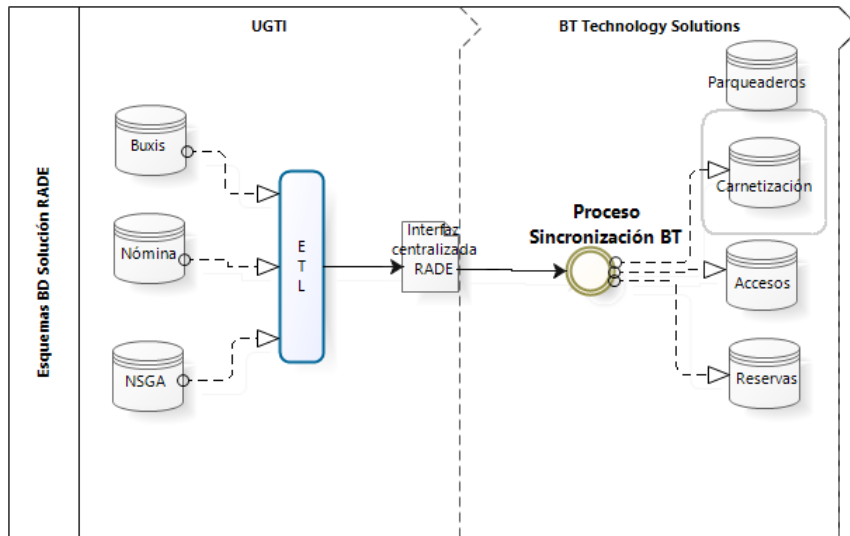 UGTI
BT Technology Solutions
Esquemas BD Solución RADE
Buxis
Nómina
NSGA
E
T
L
Interfaz
centralizada
RADE
Proceso
Sincronización BT
Parqueaderos
Carnetización
Accesos
Reservas